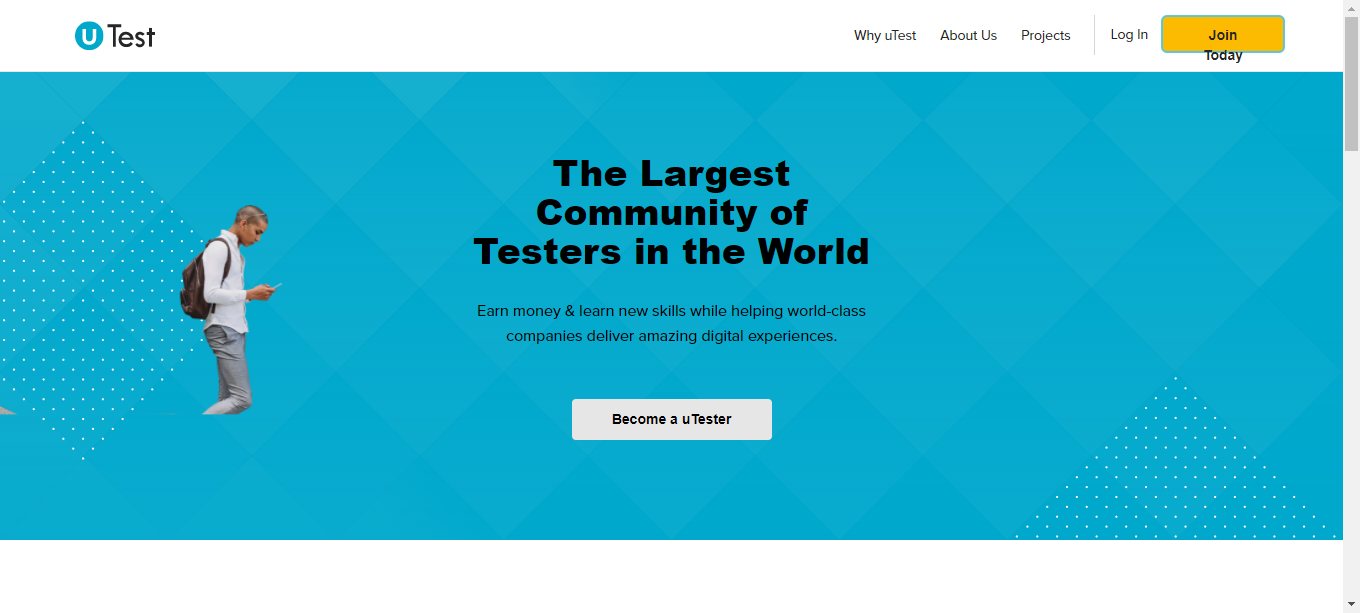 uTest
Why uTest
About Us
Projects
Log In
Join
Today
The Largest
Community of
Testers in the World
Earn money & learn new skills while helping world-class
companies deliver amazing digital experiences.
Become a uTester